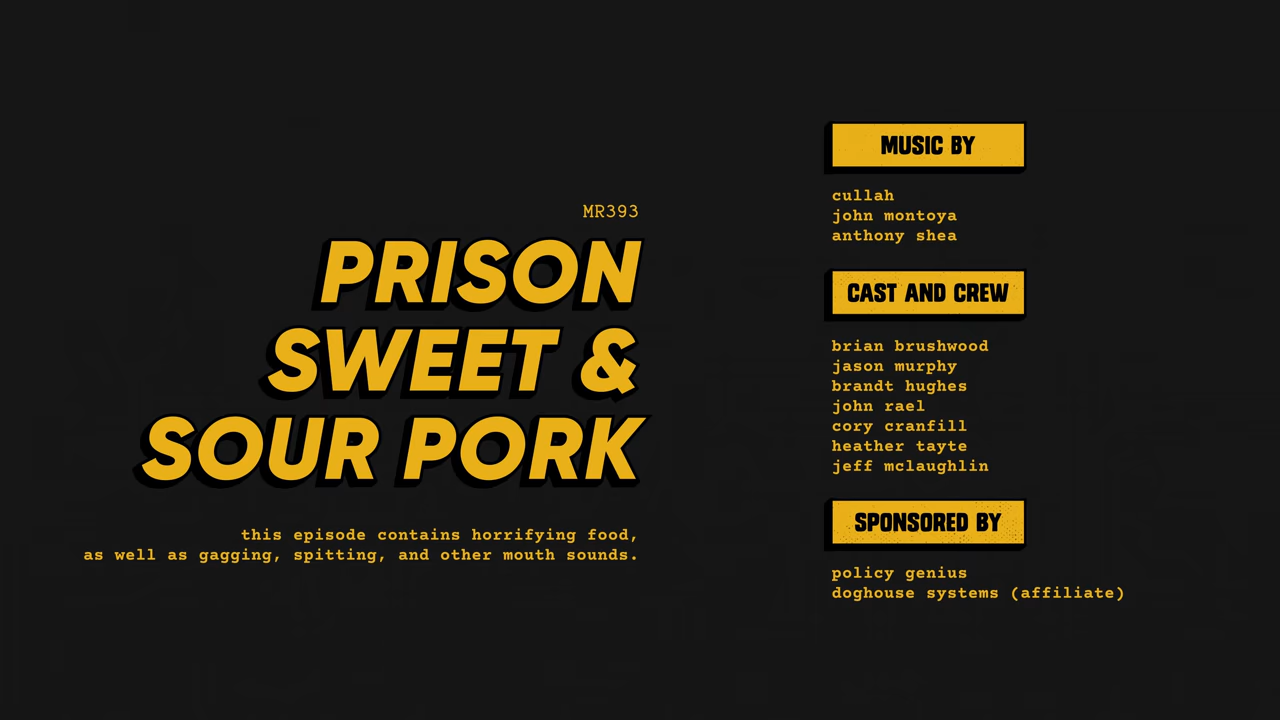 MR393
PRISON
SWEET &
SOUR PORK
this episode contains horrifying food,
as well as gagging, spitting, and other mouth sounds.
MUSIC BY
cullah
john montoya
anthony shea
CAST AND CREW
brian brushwood
jason murphy
brandt hughes
john rael
cory cranfill
heather tayte
jeff mclaughlin
SPONSORED BY
policy genius
doghouse systems (affiliate)